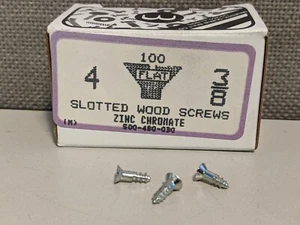 100
FLAT
4
3/8
SLOTTED WOOD SCREWS
ZINC CHROMATE
(M)
500-480-030